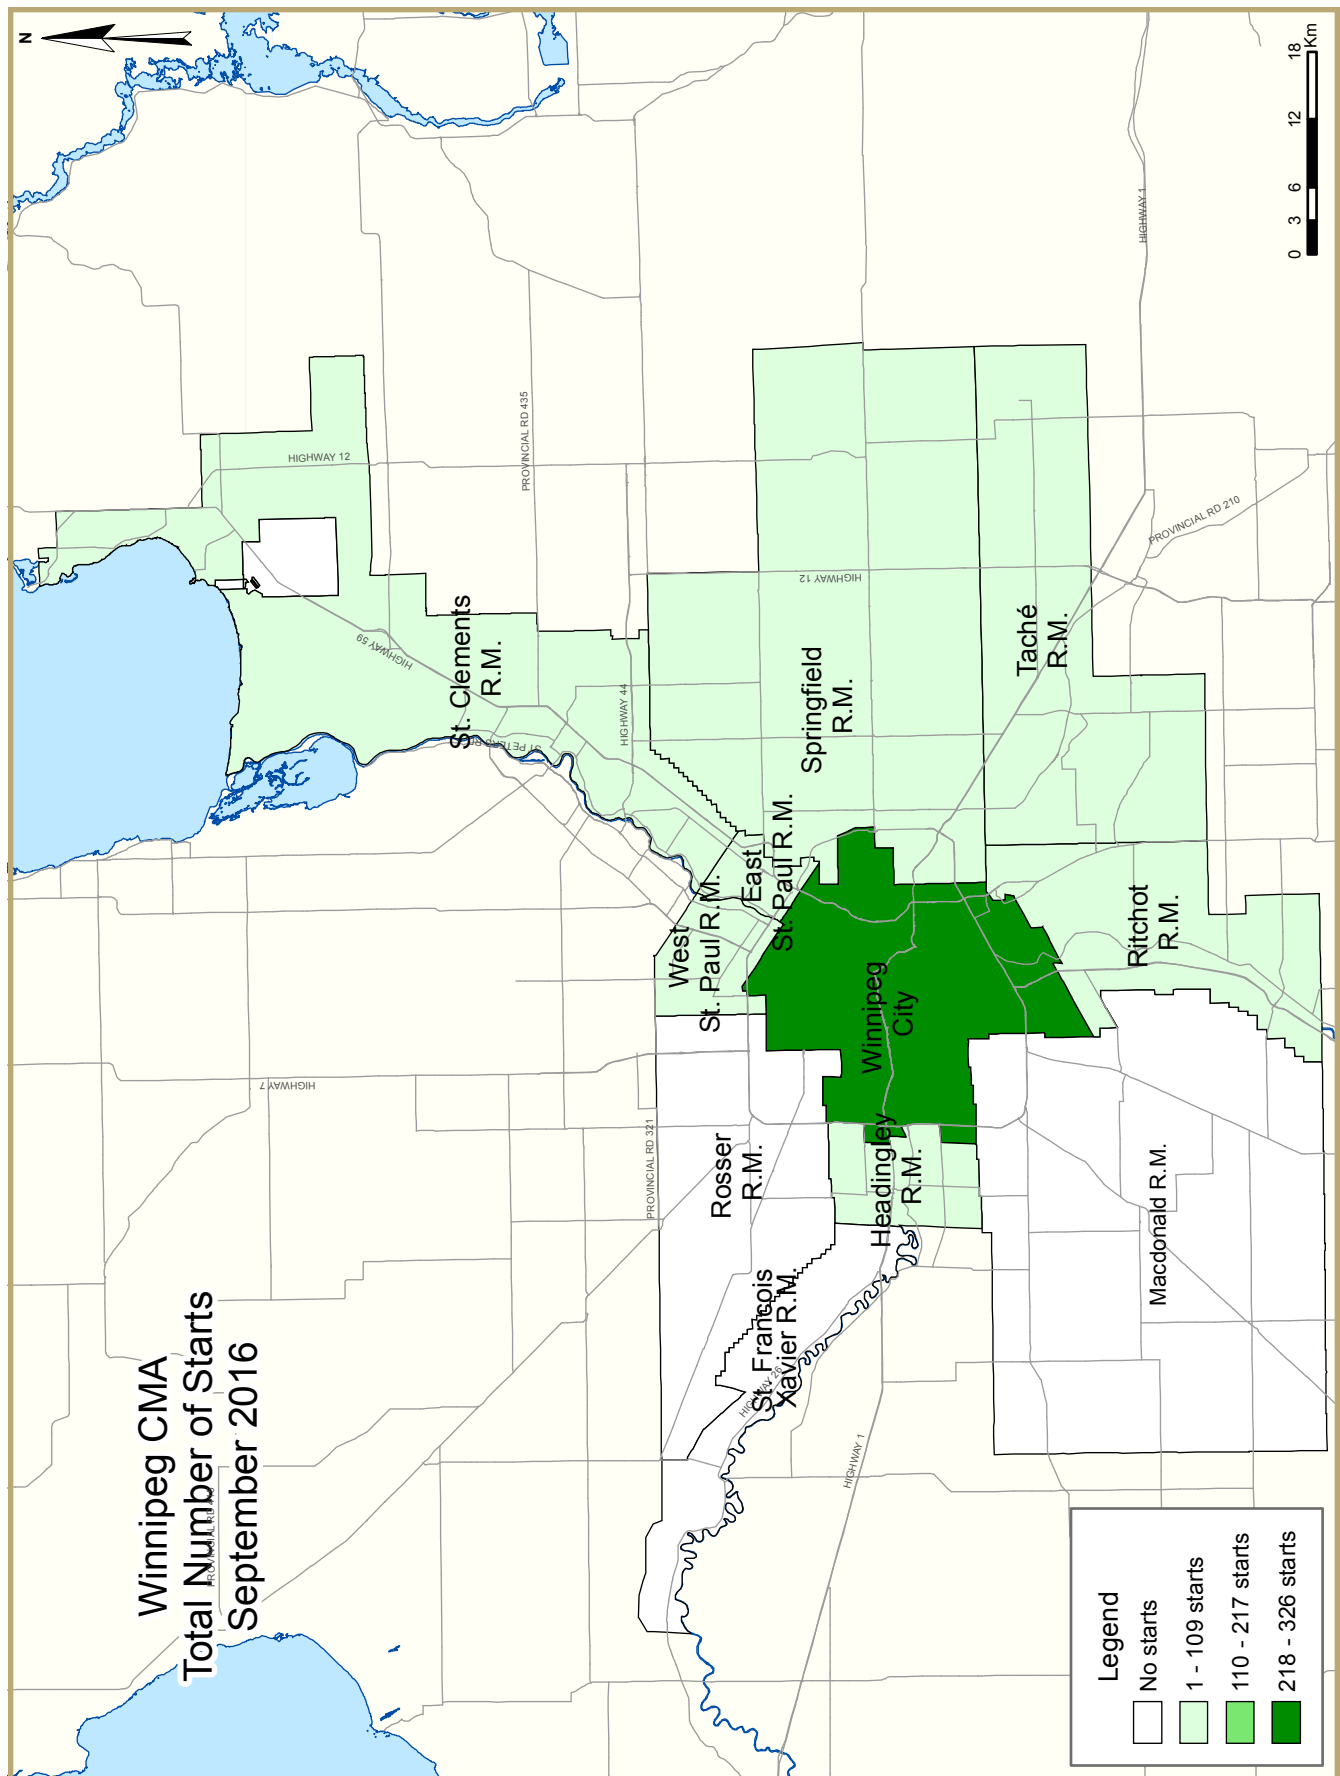 Winnipeg CMA
Total Number of Starts
September 2016
N
HIGHWAY 12
PROVINCIAL RD 435
HIGHWAY 59
St. Clements
R.M.
ST PETERS RD
HIGHWAY 44
HIGHWAY 7
PROVINCIAL RD 321
HIGHWAY 12
HIGHWAY 1
PROVINCIAL RD 210
Springfield
R.M.
Taché
R.M.
East
St. Paul R.M.
West
St. Paul R.M.
Ritchot
R.M.
Winnipeg
City
Rosser
R.M.
Headingley
R.M.
St. Francois
Xavier R.M.
HIGHWAY 26
HIGHWAY 1
Macdonald R.M.
Legend
No starts
1 - 109 starts
110 - 217 starts
218 - 326 starts
0 3 6 12 18
Km